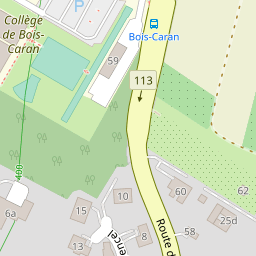 Collège
de Bois-
Caran
P
Bois-Caran
59
113
400
60
62
10
15
6a
25d
58
13
8
Route d
encel